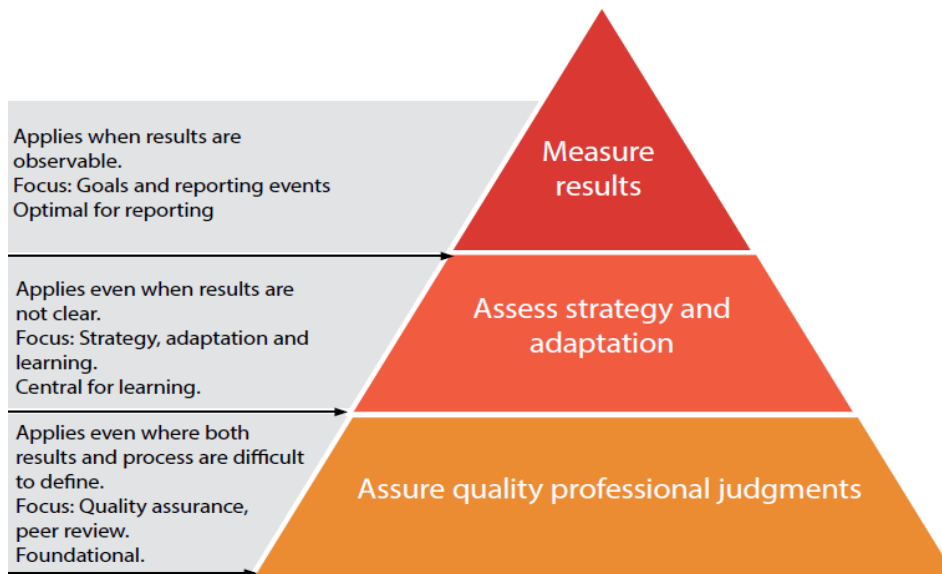 Applies when results are
observable.
Focus: Goals and reporting events
Optimal for reporting
Measure
results
Applies even when results are
not clear.
Focus: Strategy, adaptation and
learning.
Central for learning.
Assess strategy and
adaptation
Applies even where both
results and process are difficult
to define.
Focus: Quality assurance,
peer review.
Foundational.
Assure quality professional judgments